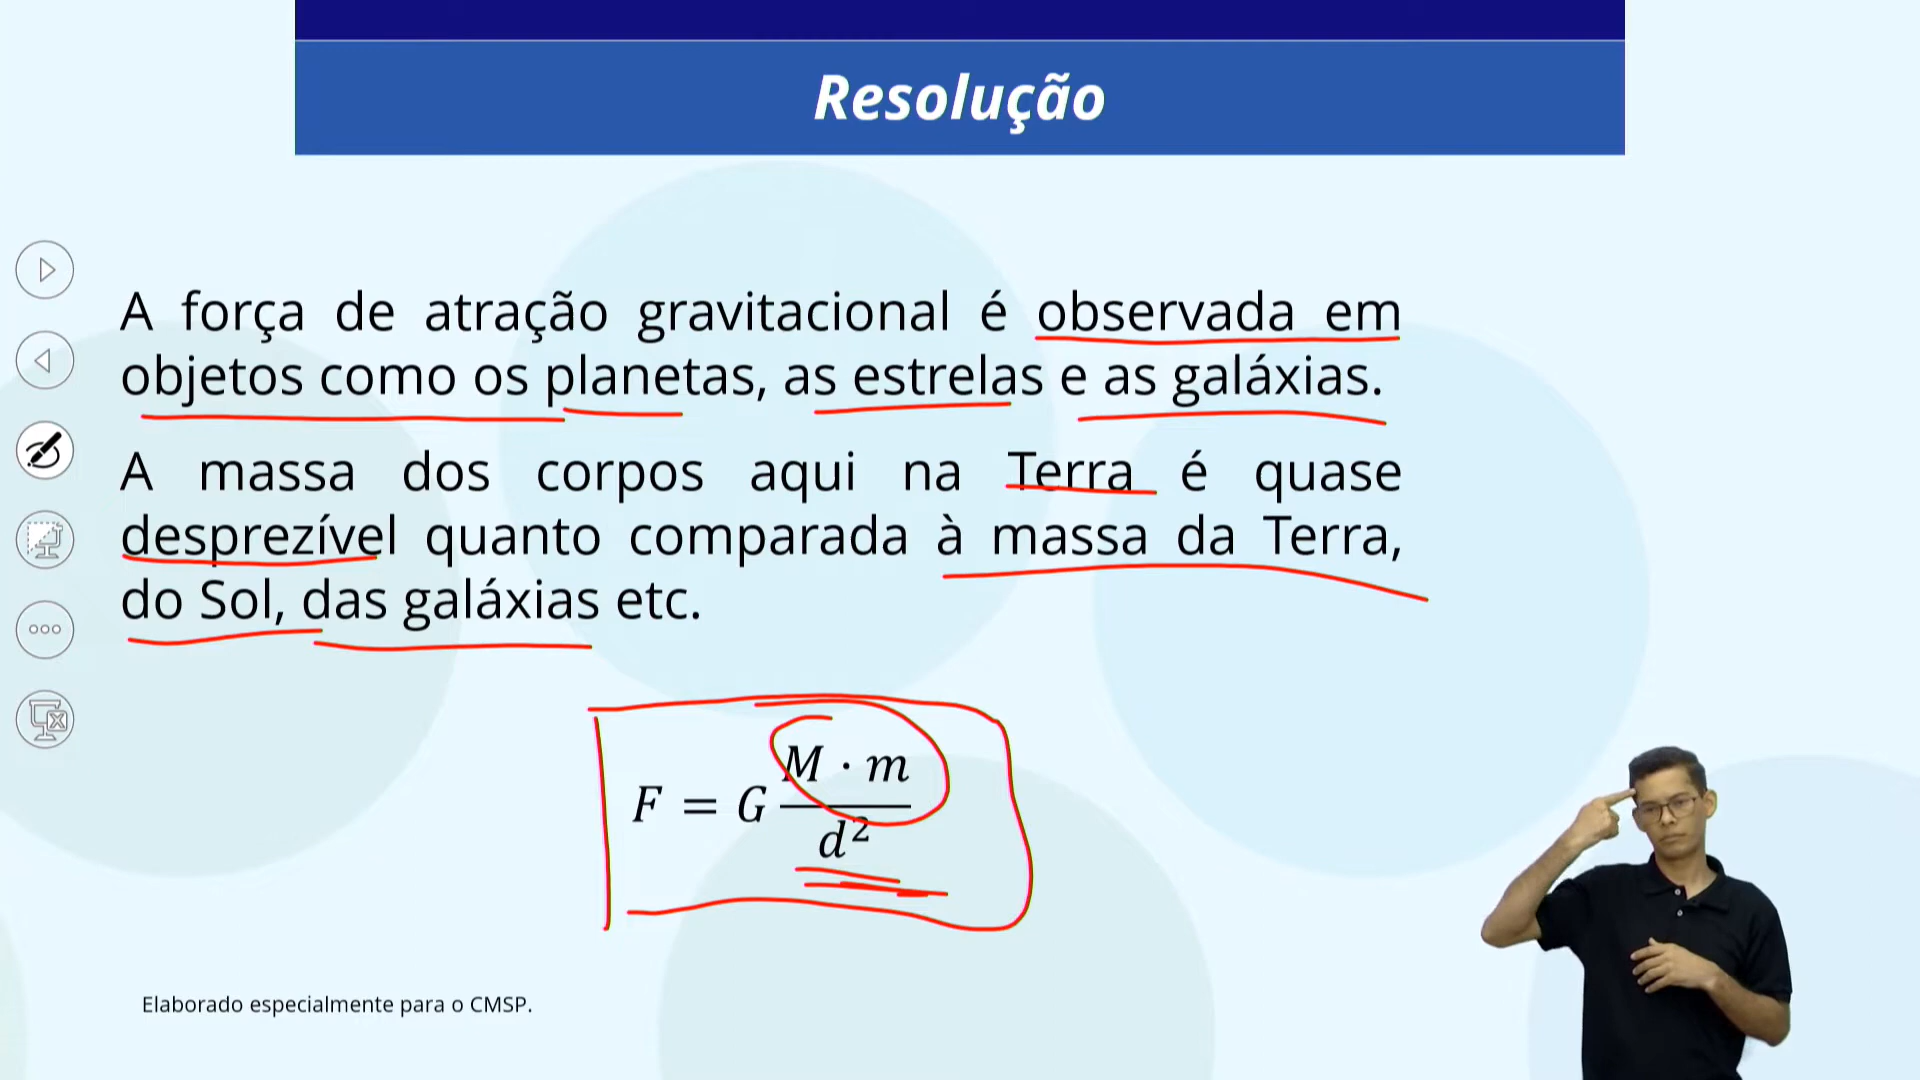 Resolução
A força de atração gravitacional é observada em
objetos como os planetas, as estrelas e as galáxias.
A massa dos corpos aqui na Terra é quase
desprezível quanto comparada à massa da Terra,
do Sol, das galáxias etc.
F = G M · m / d²
Elaborado especialmente para o CMSP.